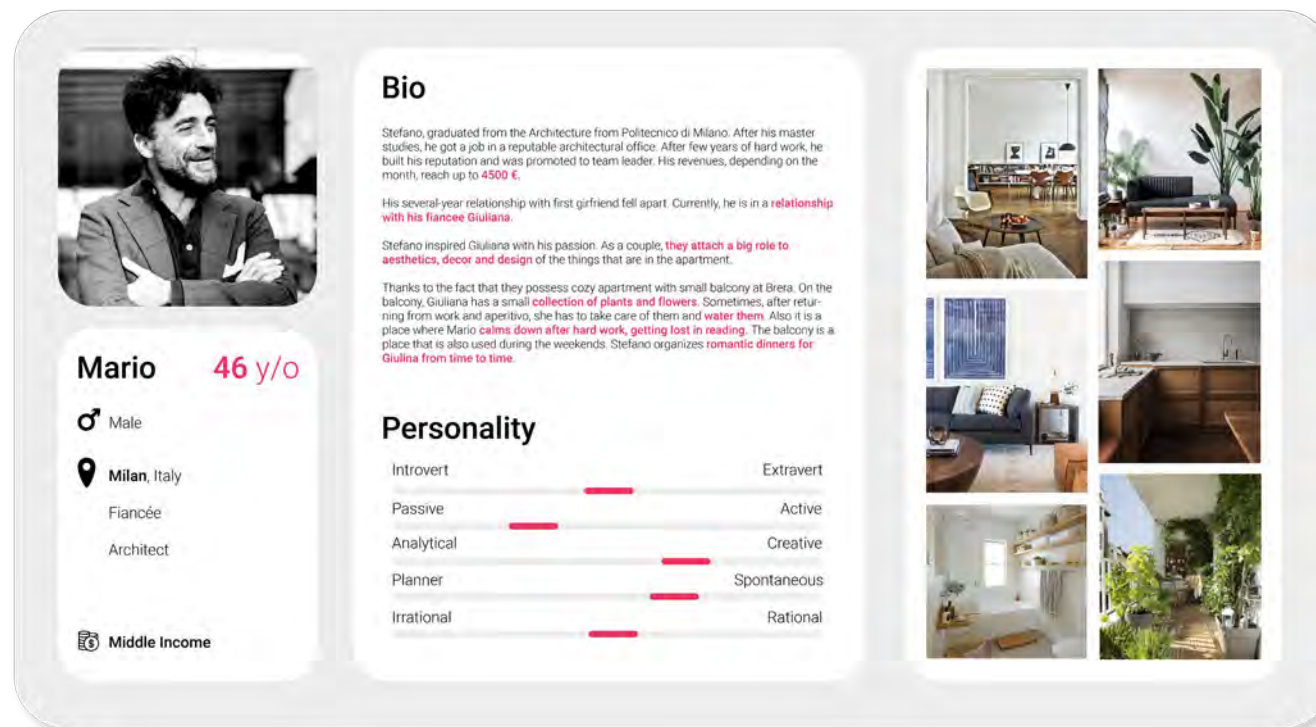 Mario 46 y/o
Male
Milan, Italy
Fiancée
Architect
Middle Income
Bio
Stefano, graduated from the Architecture from Politecnico di Milano. After his master
studies, he got a job in a reputable architectural office. After few years of hard work, he
built his reputation and was promoted to team leader. His revenues, depending on the
month, reach up to 4500 €.
His several-year relationship with first girfriend fell apart. Currently, he is in a relationship
with his fiancee Giuliana.
Stefano inspired Giuliana with his passion. As a couple, they attach a big role to
aesthetics, decor and design of the things that are in the apartment.
Thanks to the fact that they possess cozy apartment with small balcony at Brera. On the
balcony, Giuliana has a small collection of plants and flowers. Sometimes, after retur-
ning from work and aperitivo, she has to take care of them and water them. Also it is a
place where Mario calms down after hard work, getting lost in reading. The balcony is a
place that is also used during the weekends. Stefano organizes romantic dinners for
Giulina from time to time.
Personality
Introvert Extravert
Passive Active
Analytical Creative
Planner Spontaneous
Irrational Rational